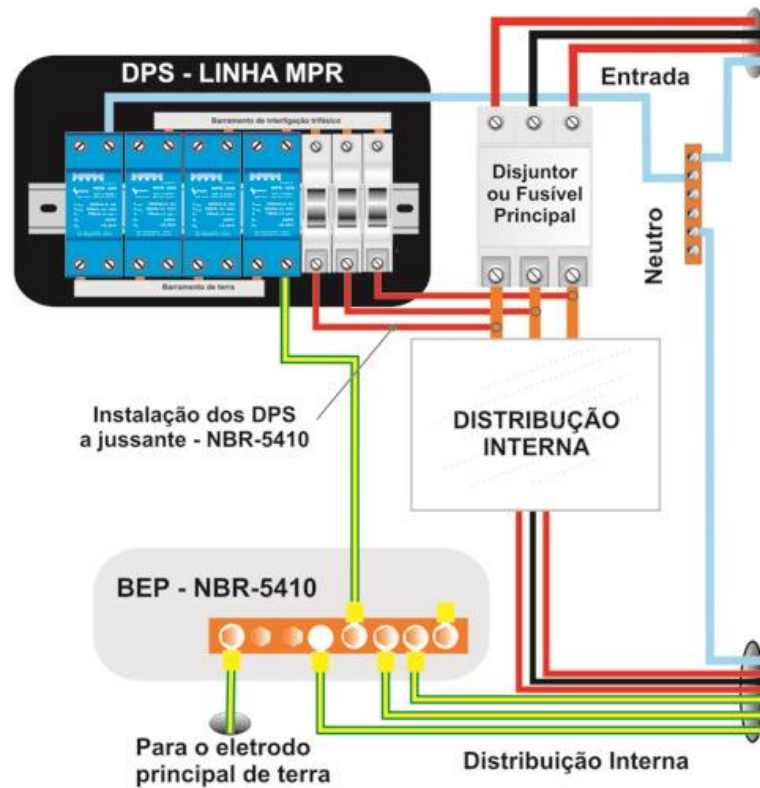 DPS - LINHA MPR
Barramento de interligação trifásico
Entrada
Disjuntor
ou Fusível
Principal
Neutro
Barramento de terra
Instalação dos DPS
a jussante - NBR-5410
DISTRIBUÇÃO
INTERNA
BEP - NBR-5410
Para o eletrodo
principal de terra
Distribuição Interna